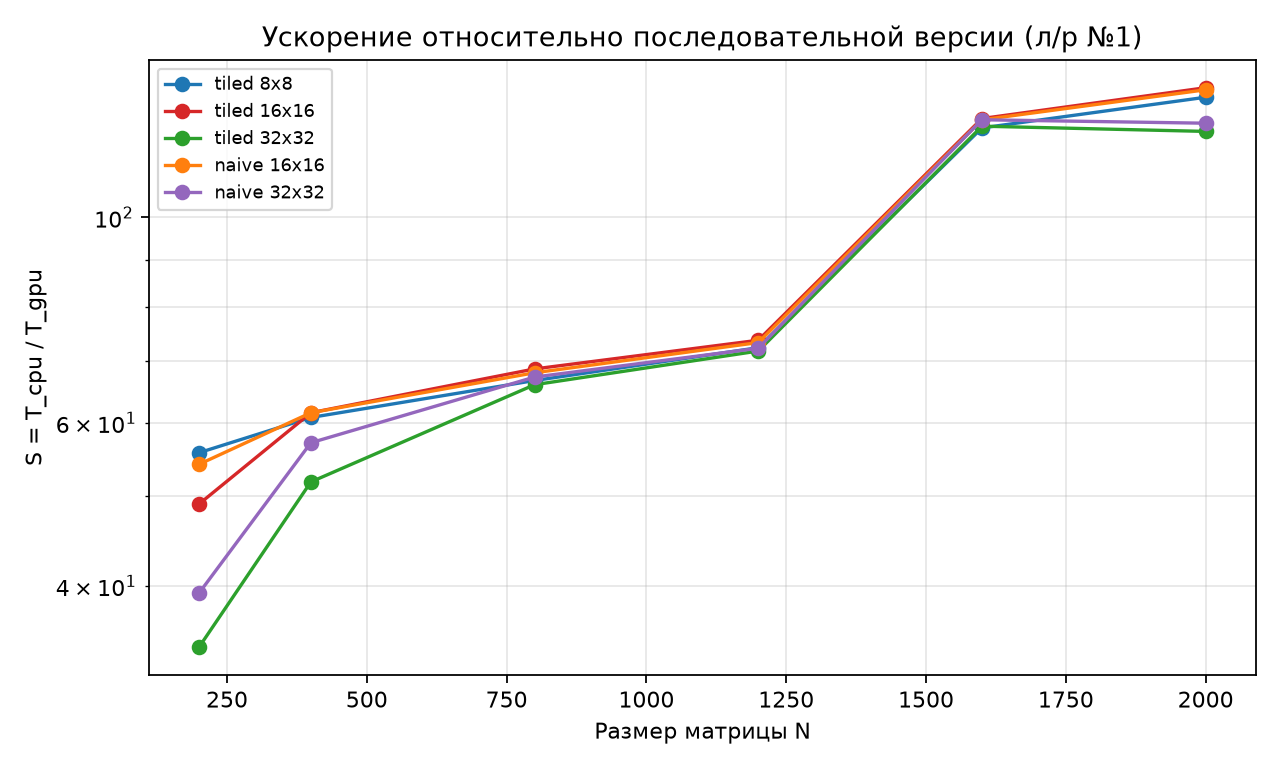 Ускорение относительно последовательной версии (л/р №1)
tiled 8x8
tiled 16x16
tiled 32x32
naive 16x16
naive 32x32
S = T_cpu / T_gpu
10²
6 × 10¹
4 × 10¹
250 500 750 1000 1250 1500 1750 2000
Размер матрицы N